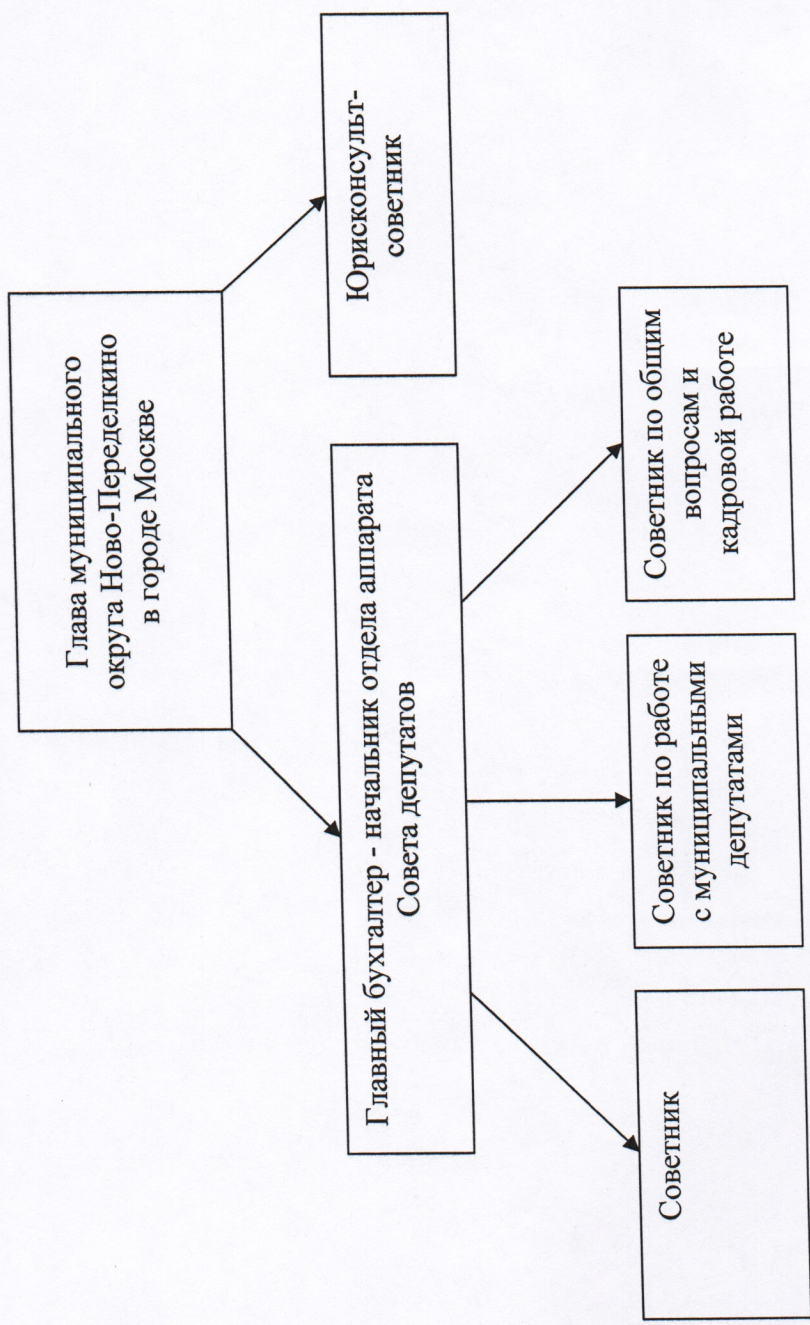 Глава муниципального
округа Ново-Переделкино
в городе Москве
Юрисконсульт-
советник
Главный бухгалтер - начальник отдела аппарата
Совета депутатов
Советник
Советник по работе
с муниципальными
депутатами
Советник по общим
вопросам и
кадровой работе